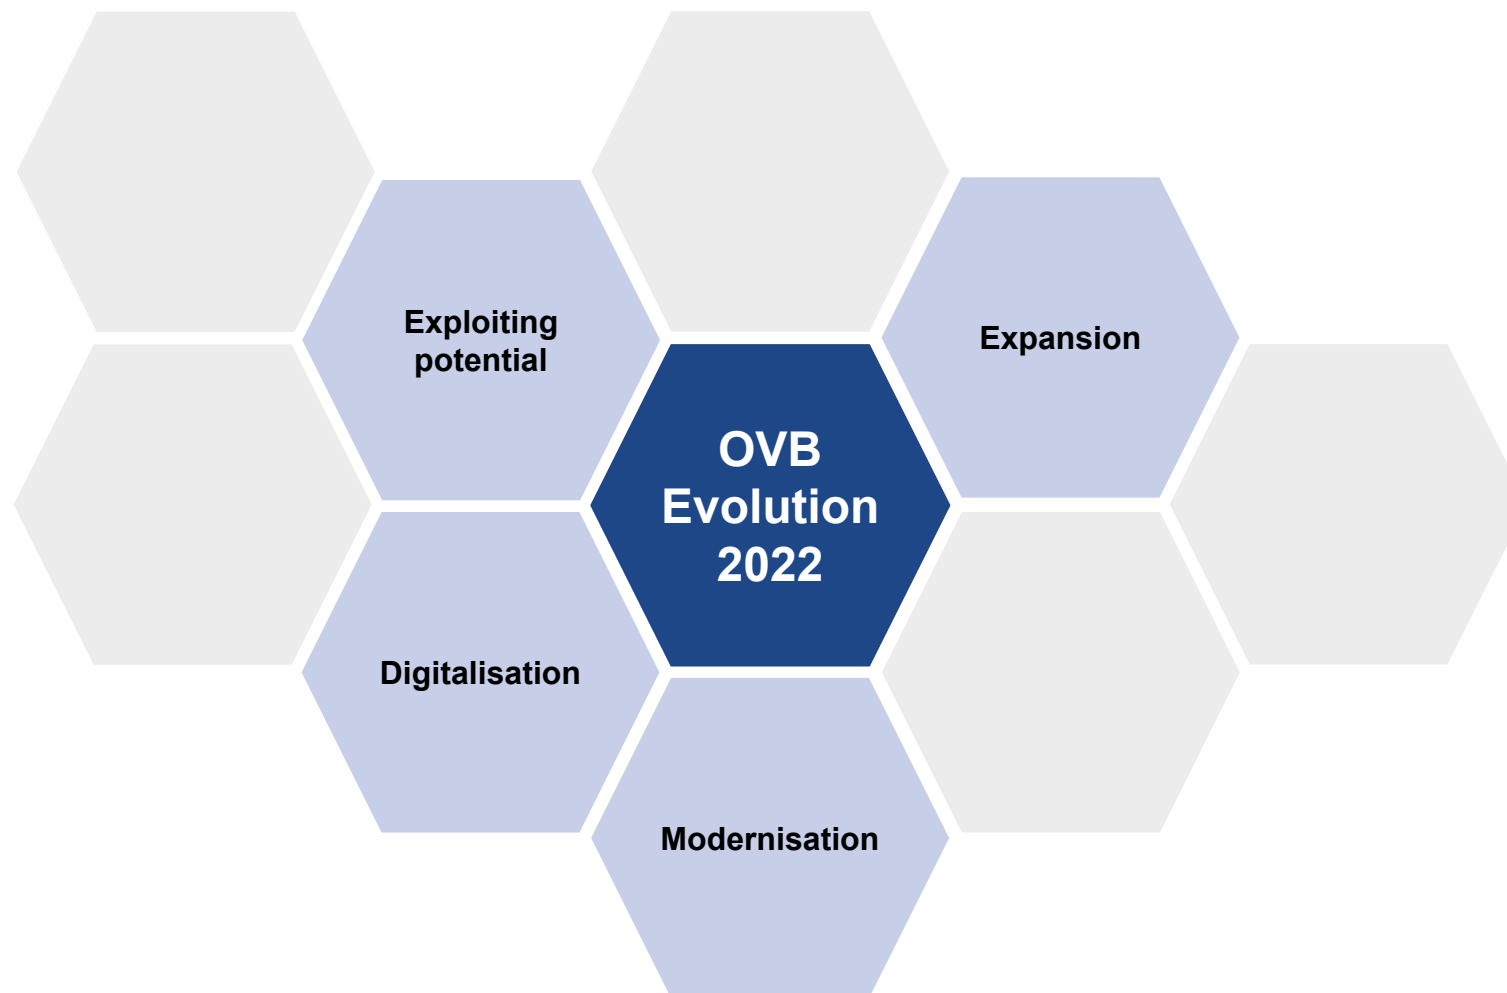 Exploiting
potential
Expansion
OVB
Evolution
2022
Digitalisation
Modernisation